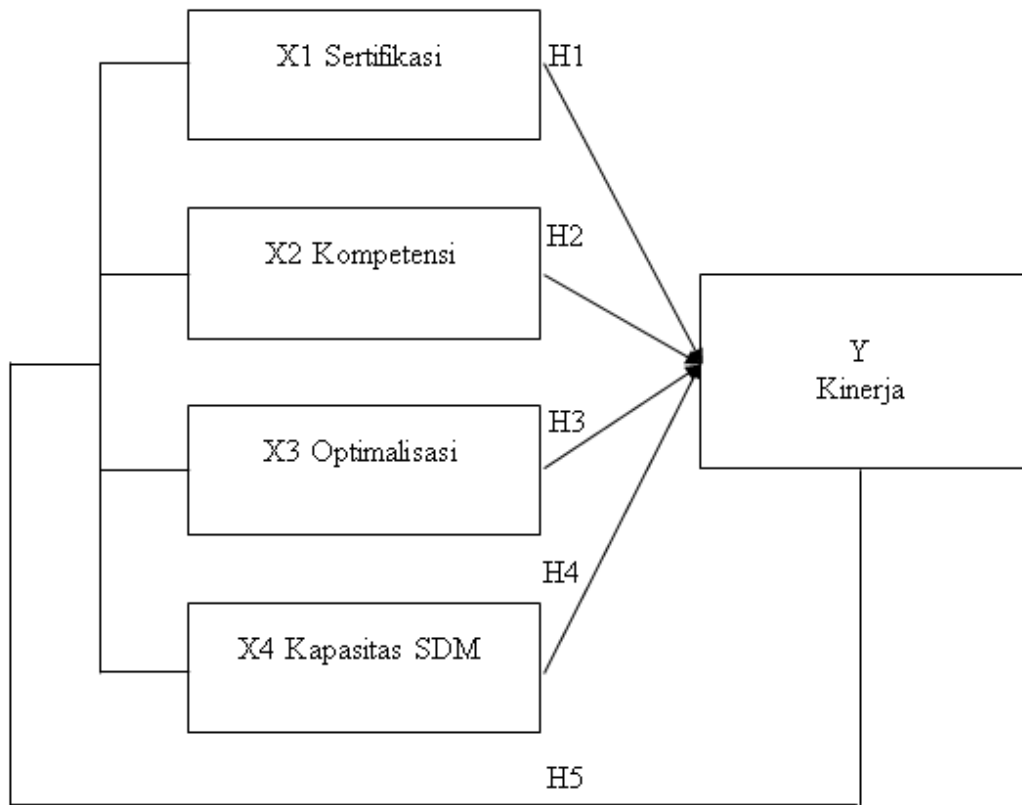 X1 Sertifikasi
H1
X2 Kompetensi
H2
Y
Kinerja
X3 Optimalisasi
H3
H4
X4 Kapasitas SDM
H5